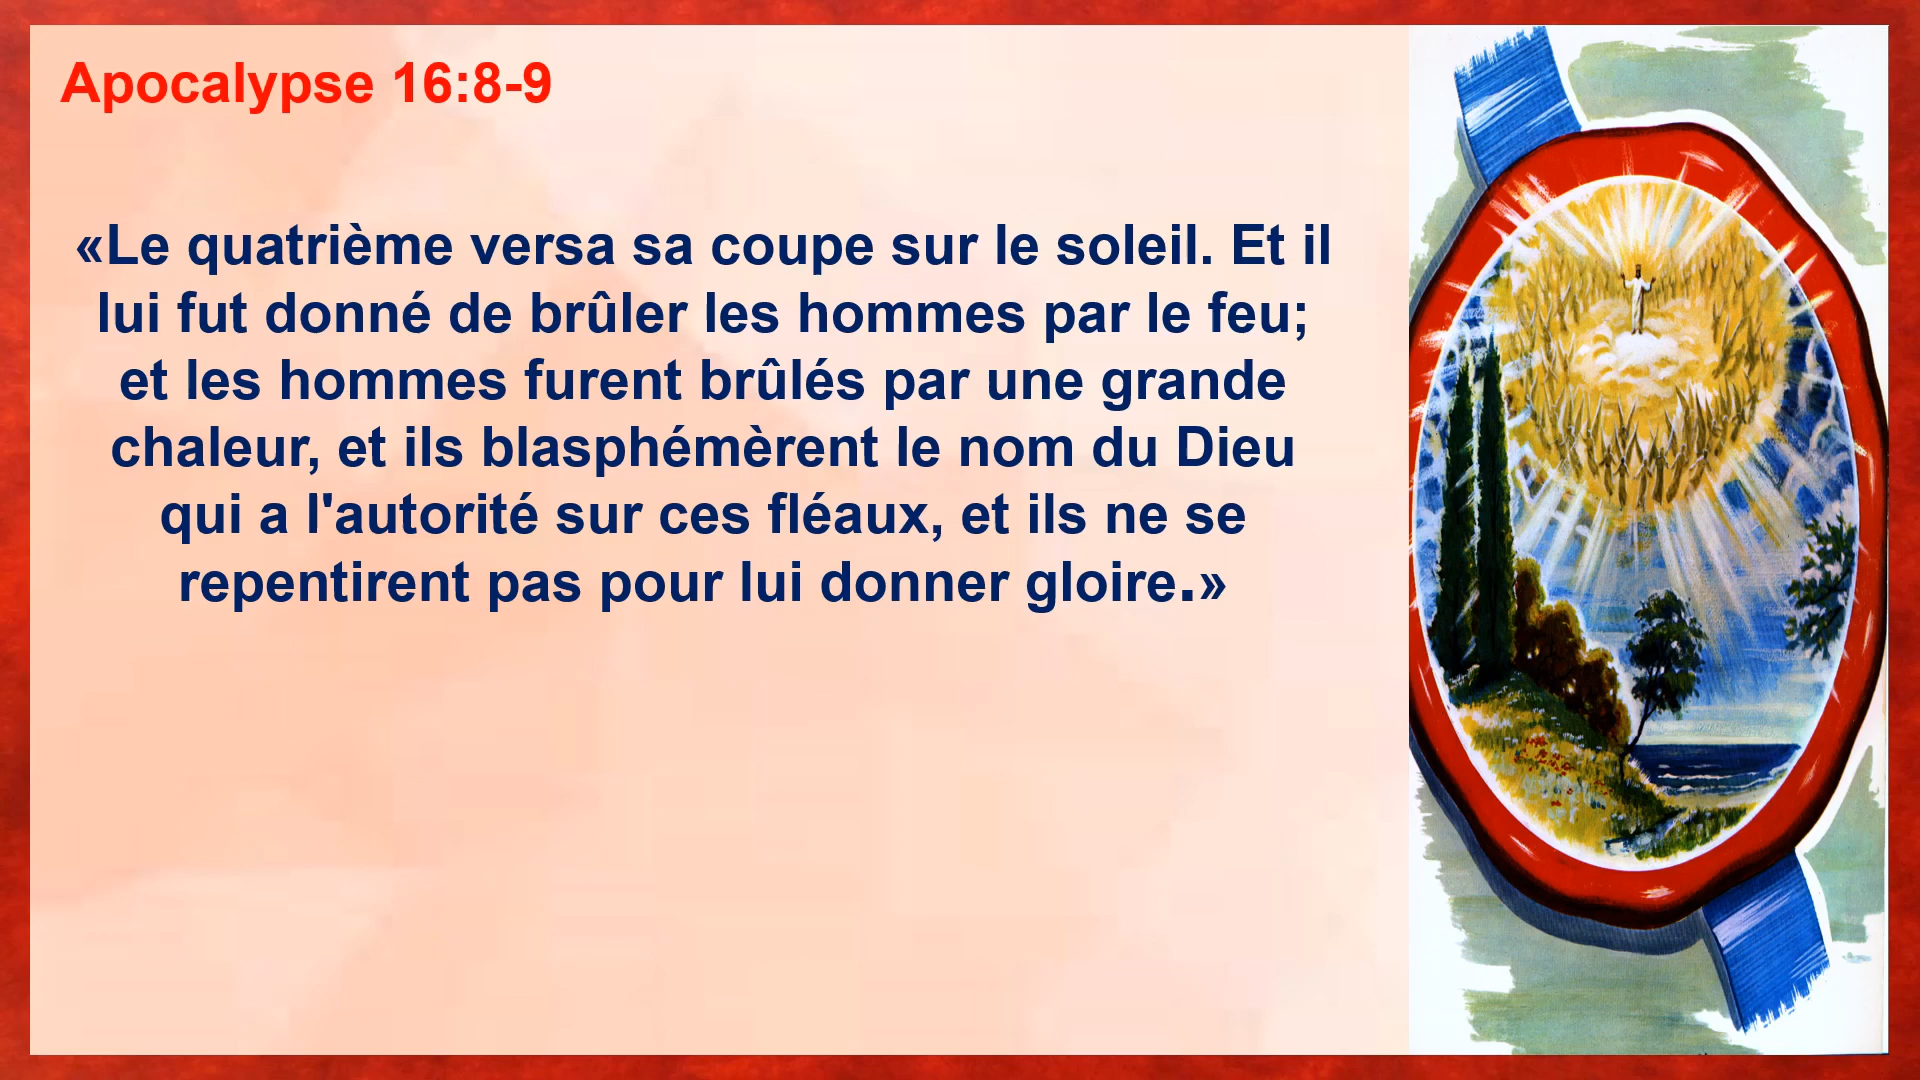 Apocalypse 16:8-9
«Le quatrième versa sa coupe sur le soleil. Et il
lui fut donné de brûler les hommes par le feu;
et les hommes furent brûlés par une grande
chaleur, et ils blasphémèrent le nom du Dieu
qui a l'autorité sur ces fléaux, et ils ne se
repentirent pas pour lui donner gloire.»